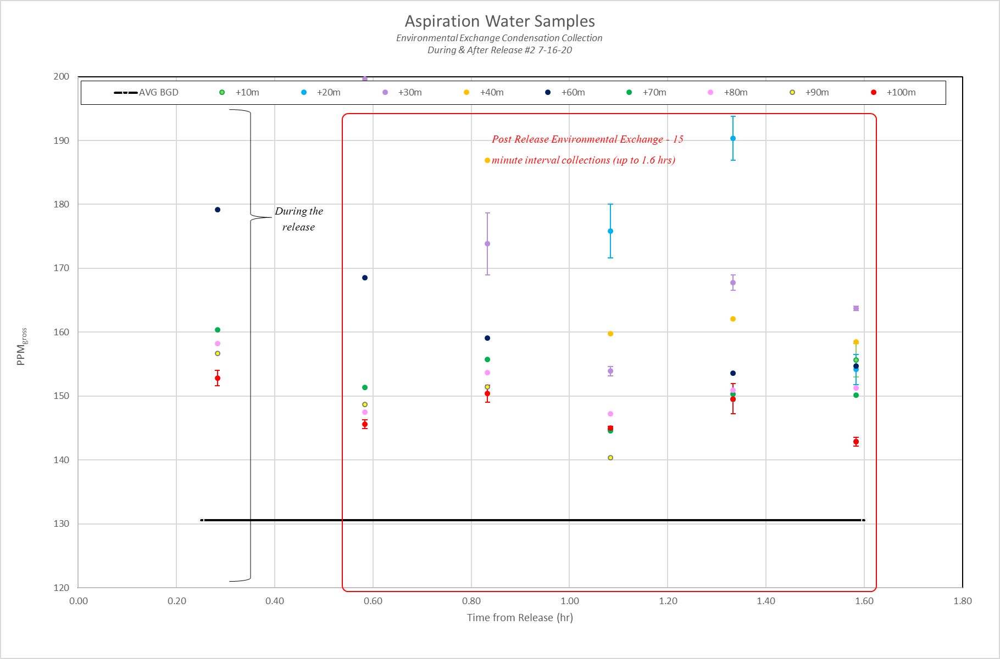 Aspiration Water Samples
Environmental Exchange Condensation Collection
During & After Release #2 7-16-20
200
AVG BGD +10m +20m +30m +40m +60m +70m +80m +90m +100m
190
Post Release Environmental Exchange - 15
minute interval collections (up to 1.6 hrs)
180
During the
release
170
160
PPMgross
150
140
130
120
0.00 0.20 0.40 0.60 0.80 1.00 1.20 1.40 1.60 1.80
Time from Release (hr)